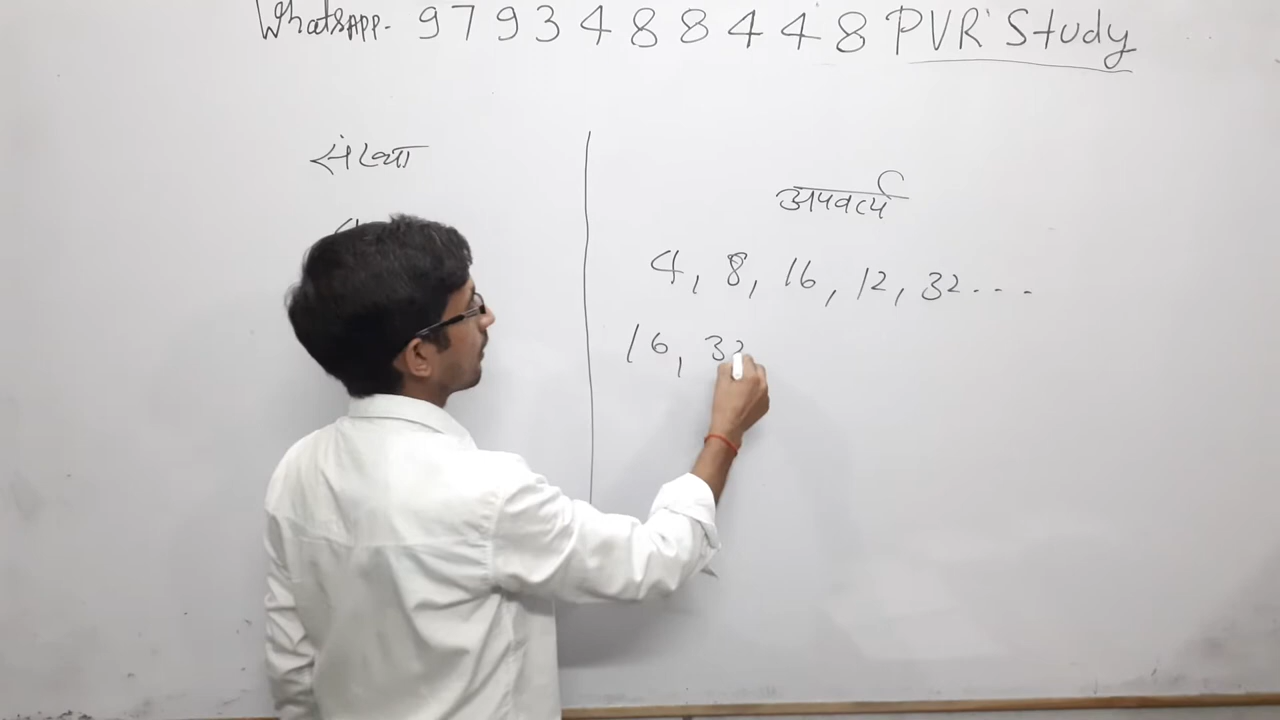 WhatsAPP. 9793488448 PVR Study
संख्या
अपवर्त्य
4, 8, 16, 12, 32...
16, 32